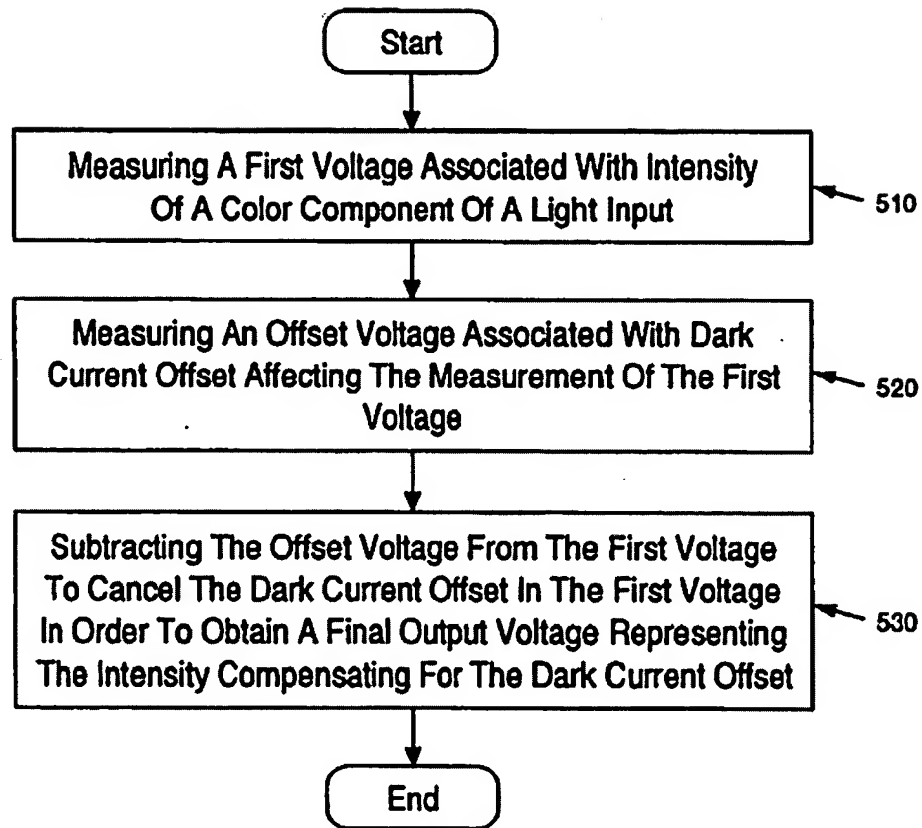 Start
Measuring A First Voltage Associated With Intensity
Of A Color Component Of A Light Input
510
Measuring An Offset Voltage Associated With Dark
Current Offset Affecting The Measurement Of The First
Voltage
520
Subtracting The Offset Voltage From The First Voltage
To Cancel The Dark Current Offset In The First Voltage
In Order To Obtain A Final Output Voltage Representing
The Intensity Compensating For The Dark Current Offset
530
End